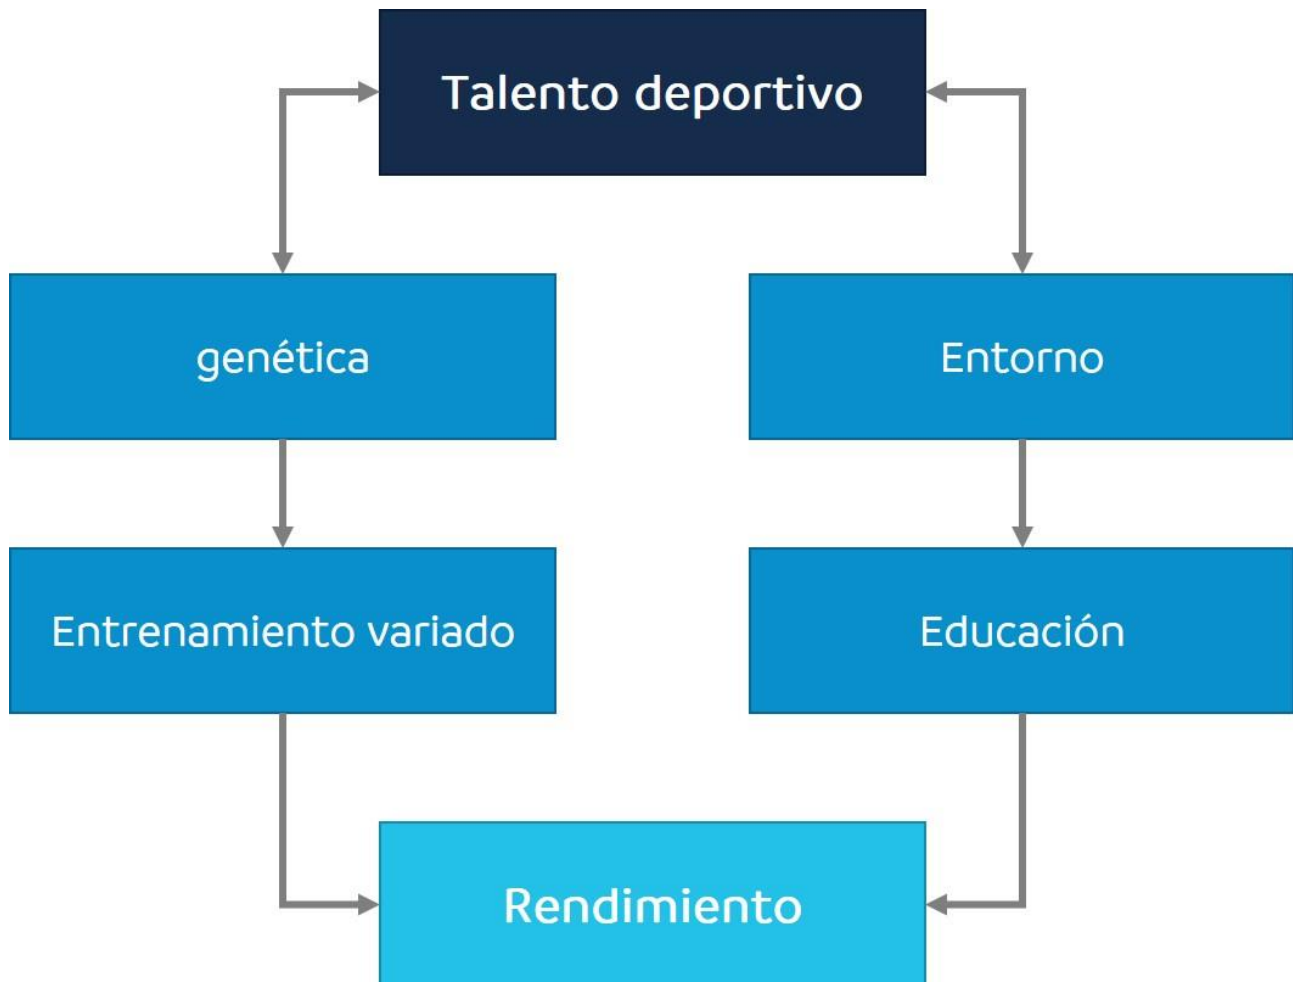 Talento deportivo
genética
Entorno
Entrenamiento variado
Educación
Rendimiento